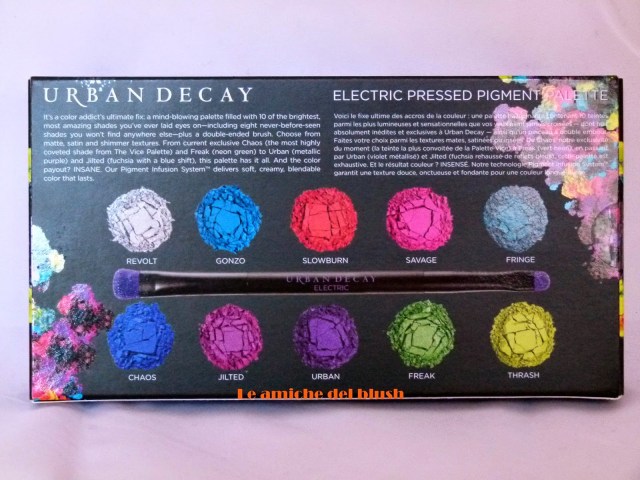 URBAN DECAY
ELECTRIC PRESSED PIGMENT PALETTE
It's a color addict's ultimate fix: a mind-blowing palette filled with 10 of the brightest,
most amazing shades you've ever laid eyes on—including eight never-before-seen
shades you won't find anywhere else—plus a double-ended brush. Choose from
matte, satin and shimmer textures. From current exclusive Chaos (the most highly
coveted shade from The Vice Palette) and Freak (neon green) to Urban (metallic
purple) and Jilted (fuchsia with a blue shift), this palette has it all. And the color
payout? INSANE. Our Pigment Infusion System™ delivers soft, creamy, blendable
color that lasts.
Voici le fixe ultime des accros de la couleur : une
parmi les plus lumineuses et sensationnelles que
absolument inédites et exclusives à Urban Decay —
Faites votre choix parmi les textures mates,
du moment (la teinte la plus convoitée de la Palette
par Urban (violet métallisé) et Jilted (fuchsia rehaussé de reflets
exhaustive. Et le résultat couleur ? INSENSE. Notre technologie Pigment Infusion System™
garantit une texture douce, onctueuse et fondante pour une couleur
REVOLT
GONZO
SLOWBURN
SAVAGE
FRINGE
URBAN DECAY
ELECTRIC
CHAOS
JILTED
URBAN
FREAK
THRASH
Le amiche del blush